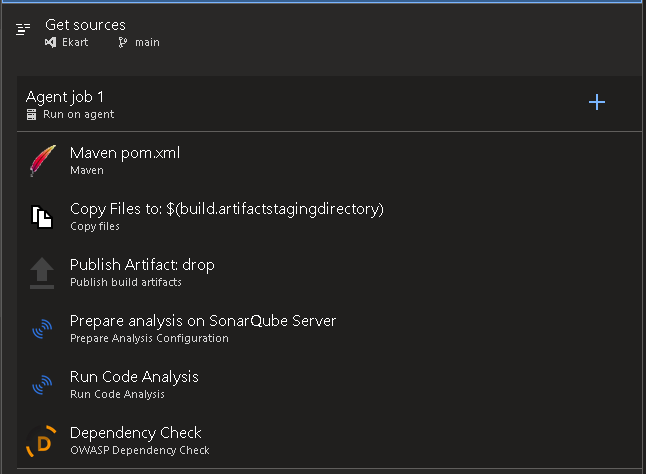 Get sources
Ekart main
Agent job 1
Run on agent
Maven pom.xml
Maven
Copy Files to: $(build.artifactstagingdirectory)
Copy files
Publish Artifact: drop
Publish build artifacts
Prepare analysis on SonarQube Server
Prepare Analysis Configuration
Run Code Analysis
Run Code Analysis
D
Dependency Check
OWASP Dependency Check